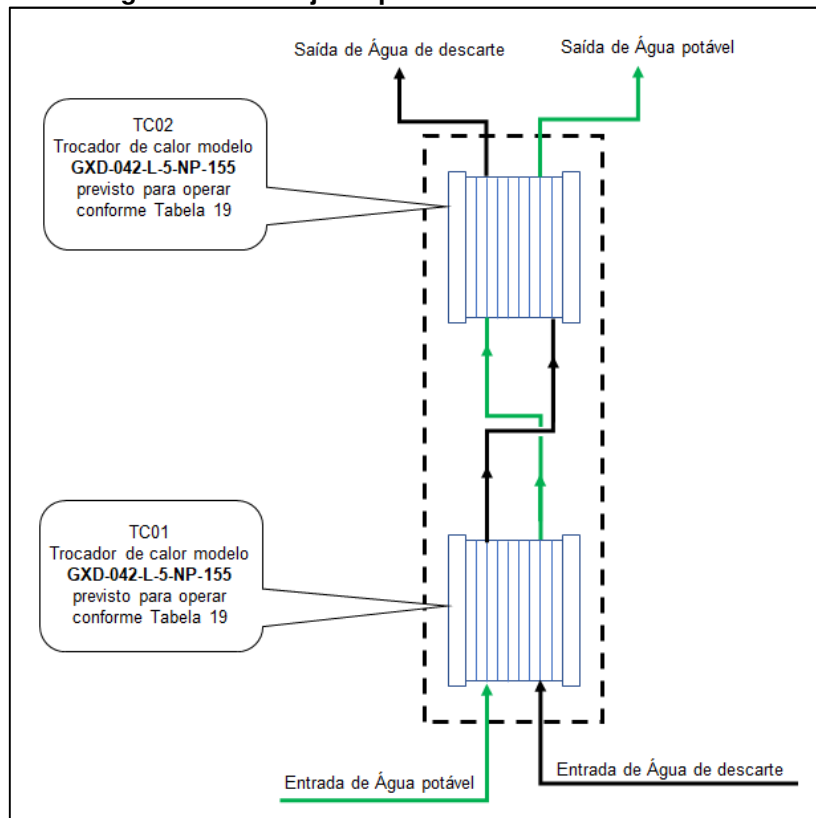 Saída de Água de descarte
Saída de Água potável
TC02
Trocador de calor modelo
GXD-042-L-5-NP-155
previsto para operar
conforme Tabela 19
TC01
Trocador de calor modelo
GXD-042-L-5-NP-155
previsto para operar
conforme Tabela 19
Entrada de Água potável
Entrada de Água de descarte